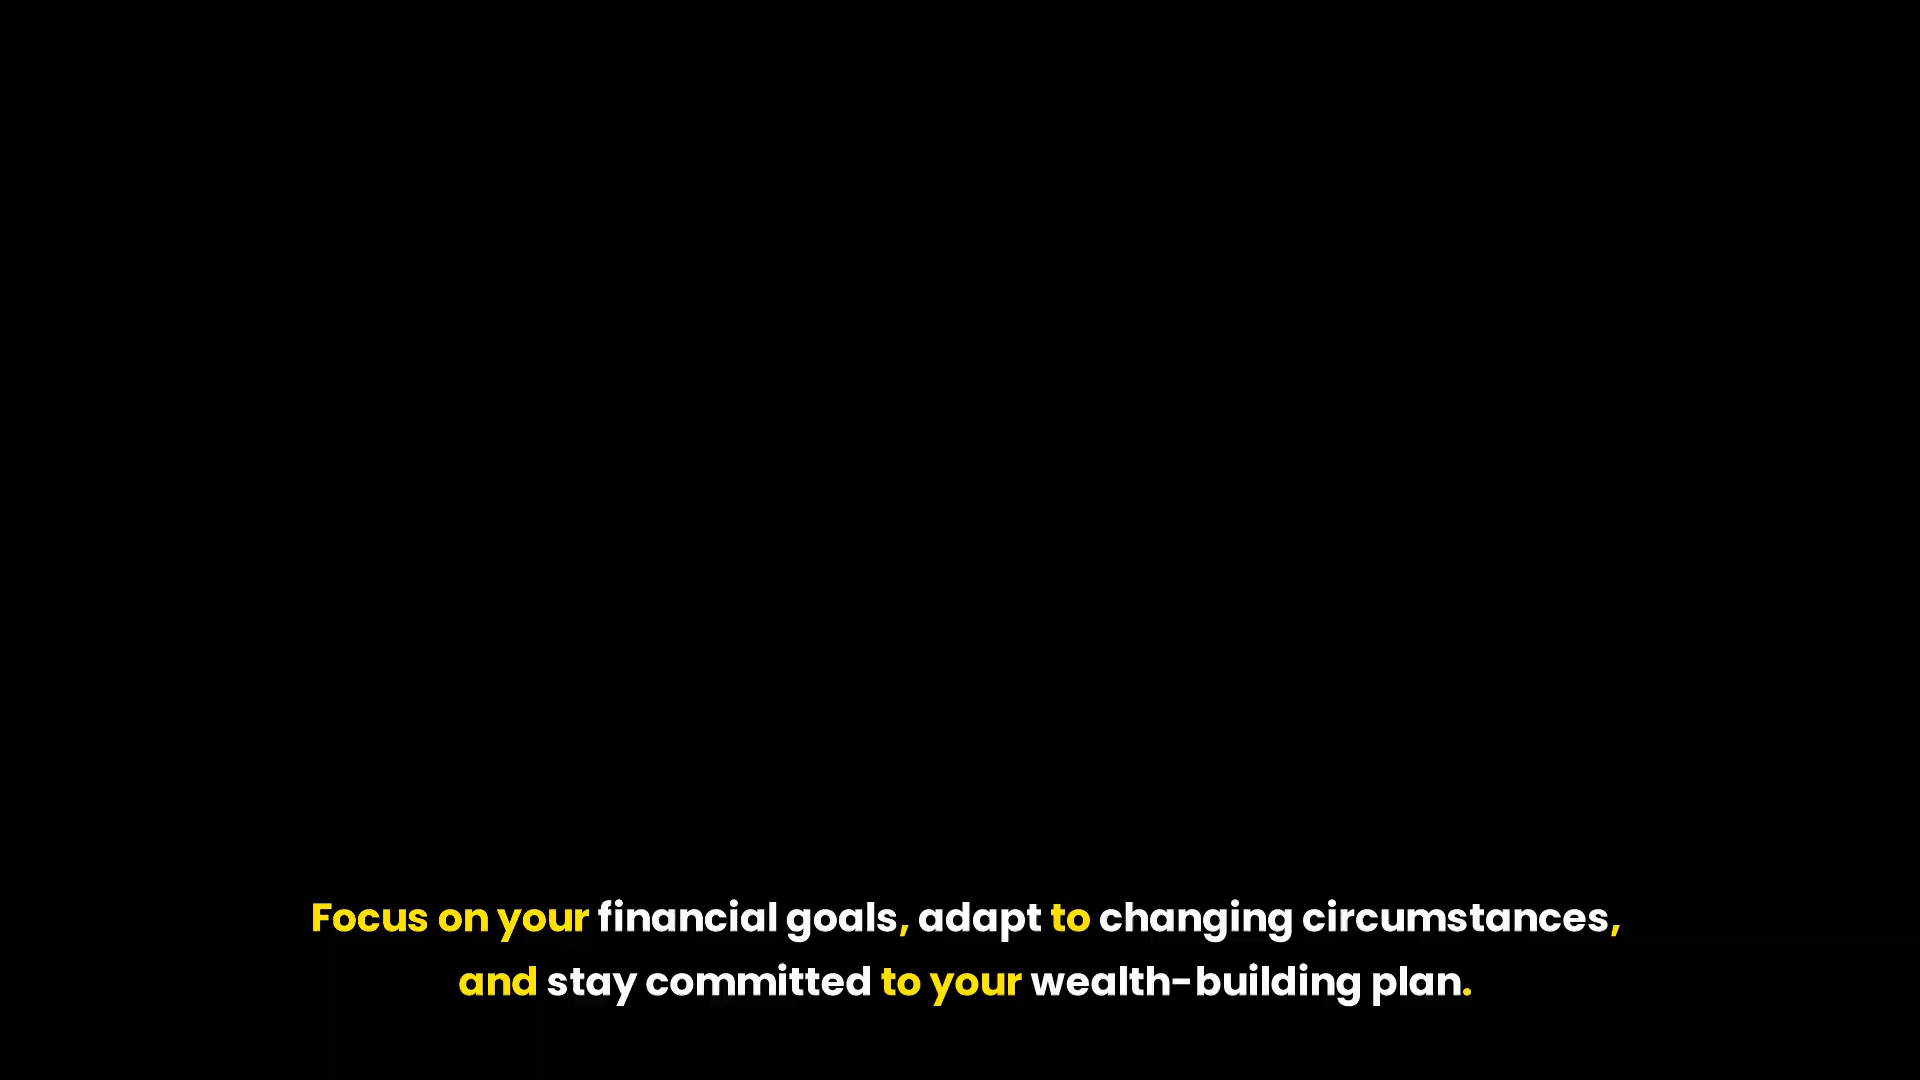 Focus on your financial goals, adapt to changing circumstances,
and stay committed to your wealth-building plan.